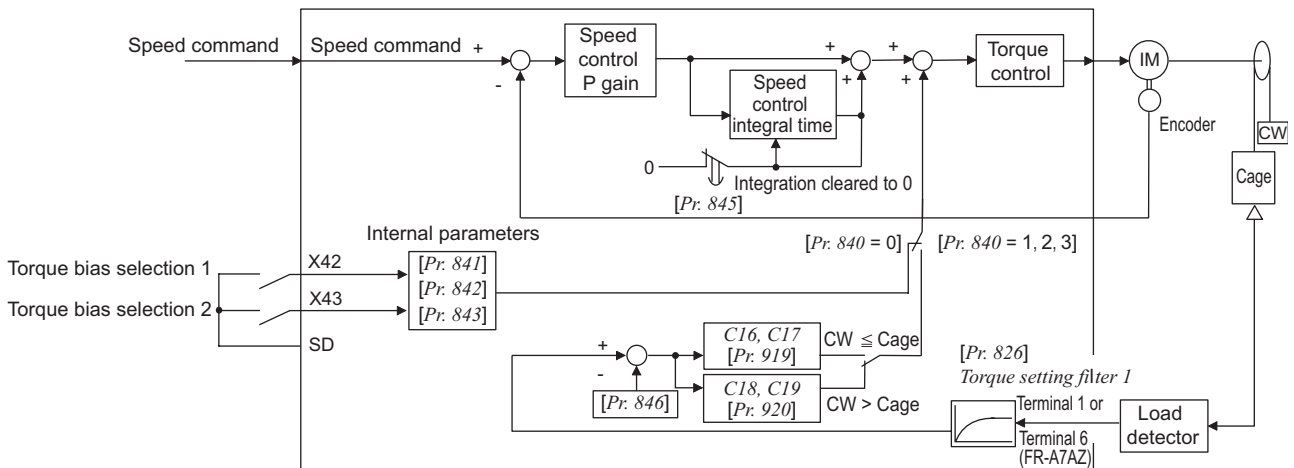 Speed command
Speed command
+
-
Speed
control
P gain
+
+
Speed
control
integral time
+
+
Torque
control
IM
Encoder
CW
Cage
0
Integration cleared to 0
[Pr. 845]
Internal parameters
[Pr. 841]
[Pr. 842]
[Pr. 843]
[Pr. 840 = 0]
[Pr. 840 = 1, 2, 3]
Torque bias selection 1
X42
Torque bias selection 2
X43
SD
+
-
[Pr. 846]
C16, C17
[Pr. 919]
CW ≦ Cage
C18, C19
[Pr. 920]
CW > Cage
[Pr. 826]
Torque setting filter 1
Terminal 1 or
Terminal 6
(FR-A7AZ)
Load
detector